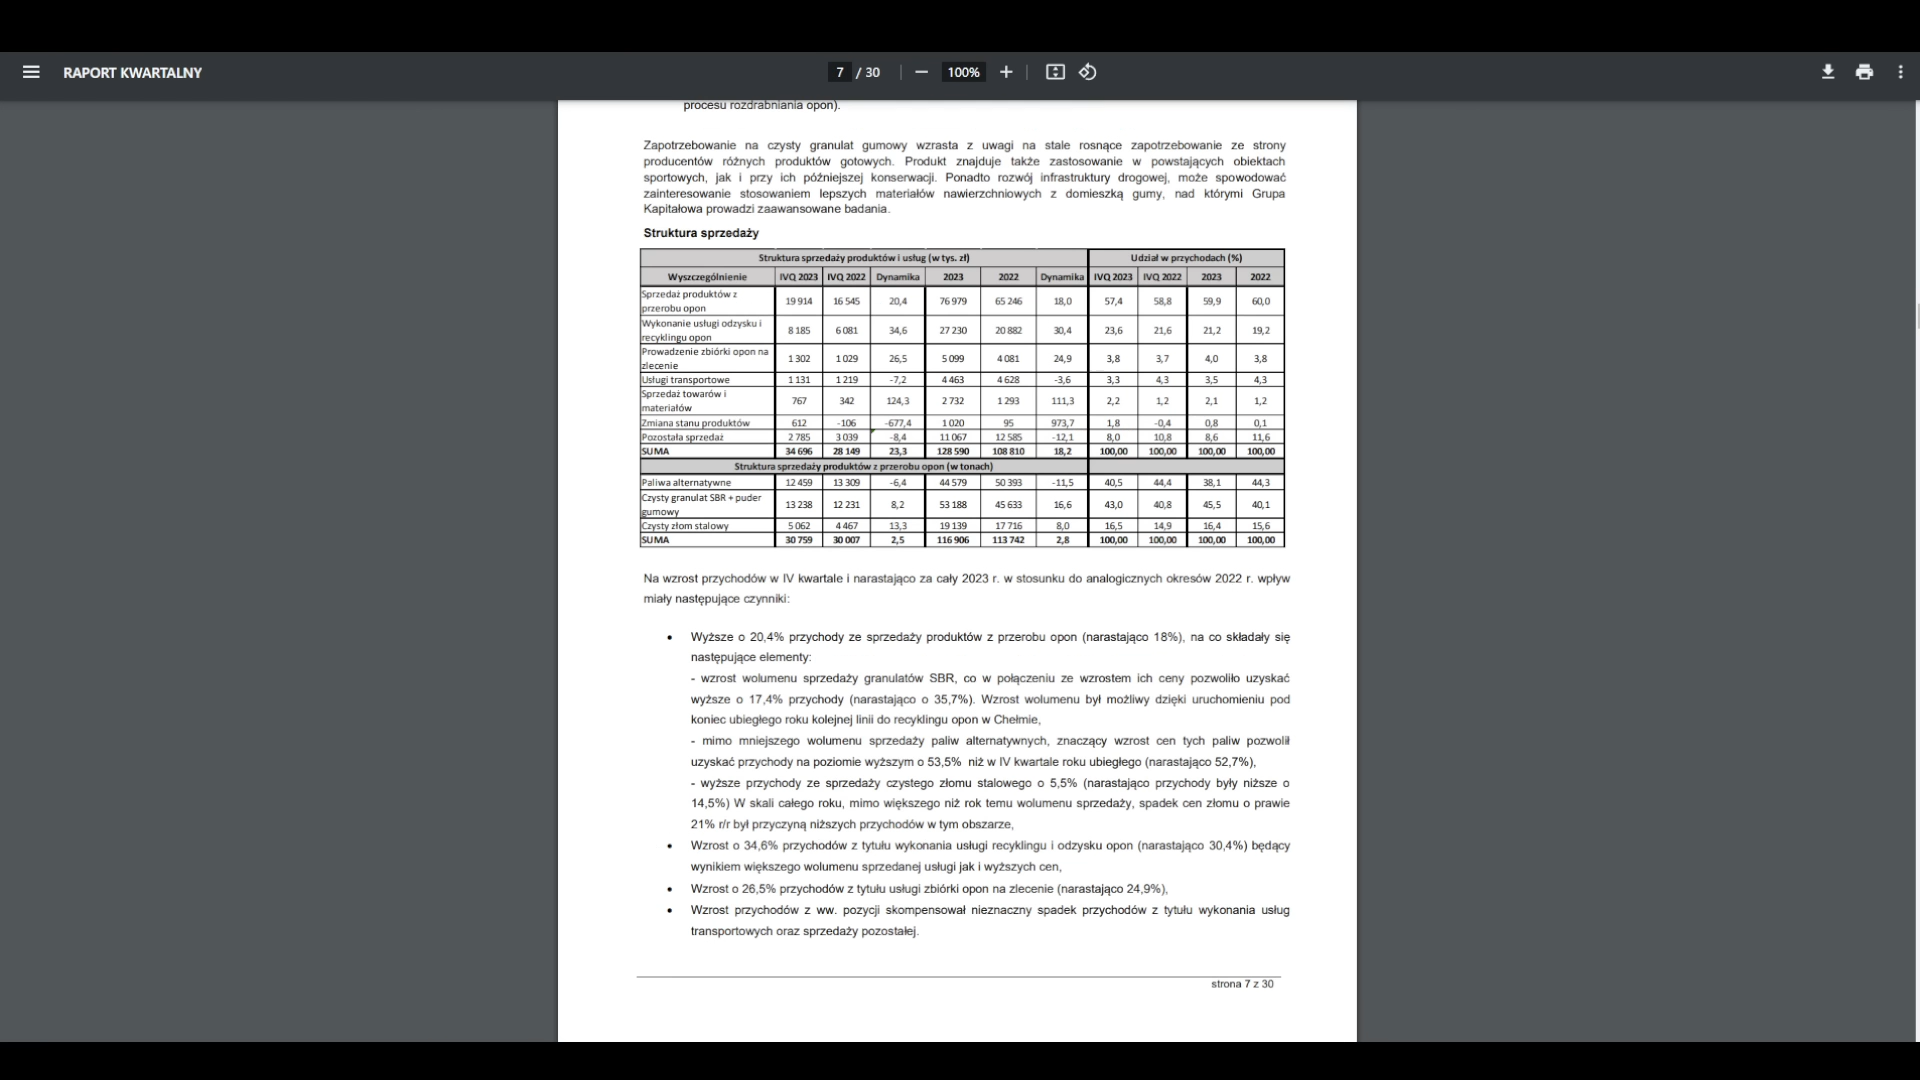 RAPORT KWARTALNY
7 / 30
100%
procesu rozdrabniania opon).
Zapotrzebowanie na czysty granulat gumowy wzrasta z uwagi na stale rosnące zapotrzebowanie ze strony
producentów różnych produktów gotowych. Produkt znajduje także zastosowanie w powstających obiektach
sportowych, jak i przy ich późniejszej konserwacji. Ponadto rozwój infrastruktury drogowej, może spowodować
zainteresowanie stosowaniem lepszych materiałów nawierzchniowych z domieszką gumy, nad którymi Grupa
Kapitałowa prowadzi zaawansowane badania.
Struktura sprzedaży
Struktura sprzedaży produktów i usług (w tys. zł) Udział w przychodach (%)
Wyszczególnienie IVQ 2023 IVQ 2022 Dynamika 2023 2022 Dynamika IVQ 2023 IVQ 2022 2023 2022
Sprzedaż produktów z
przerobu opon 19 914 16 545 20,4 76 979 65 246 18,0 57,4 58,8 59,9 60,0
Wykonanie usługi odzysku i
recyklingu opon 8 185 6 081 34,6 27 230 20 882 30,4 23,6 21,6 21,2 19,2
Prowadzenie zbiórki opon na
zlecenie 1 302 1 029 26,5 5 099 4 081 24,9 3,8 3,7 4,0 3,8
Usługi transportowe 1 131 1 219 -7,2 4 463 4 628 -3,6 3,3 4,3 3,5 4,3
Sprzedaż towarów i
materiałów 767 342 124,3 2 732 1 293 111,3 2,2 1,2 2,1 1,2
Zmiana stanu produktów 612 -106 -677,4 1 020 95 973,7 1,8 -0,4 0,8 0,1
Pozostała sprzedaż 2 785 3 039 -8,4 11 067 12 585 -12,1 8,0 10,8 8,6 11,6
SUMA 34 696 28 149 23,3 128 590 108 810 18,2 100,00 100,00 100,00 100,00
Struktura sprzedaży produktów z przerobu opon (w tonach)
Paliwa alternatywne 12 459 13 309 -6,4 44 579 50 393 -11,5 40,5 44,4 38,1 44,3
Czysty granulat SBR + puder
gumowy 13 238 12 231 8,2 53 188 45 633 16,6 43,0 40,8 45,5 40,1
Czysty złom stalowy 5 062 4 467 13,3 19 139 17 716 8,0 16,5 14,9 16,4 15,6
SUMA 30 759 30 007 2,5 116 906 113 742 2,8 100,00 100,00 100,00 100,00
Na wzrost przychodów w IV kwartale i narastająco za cały 2023 r. w stosunku do analogicznych okresów 2022 r. wpływ
miały następujące czynniki:
• Wyższe o 20,4% przychody ze sprzedaży produktów z przerobu opon (narastająco 18%), na co składały się
następujące elementy:
- wzrost wolumenu sprzedaży granulatów SBR, co w połączeniu ze wzrostem ich ceny pozwoliło uzyskać
wyższe o 17,4% przychody (narastająco o 35,7%). Wzrost wolumenu był możliwy dzięki uruchomieniu pod
koniec ubiegłego roku kolejnej linii do recyklingu opon w Chełmie,
- mimo mniejszego wolumenu sprzedaży paliw alternatywnych, znaczący wzrost cen tych paliw pozwolił
uzyskać przychody na poziomie wyższym o 53,5% niż w IV kwartale roku ubiegłego (narastająco 52,7%),
- wyższe przychody ze sprzedaży czystego złomu stalowego o 5,5% (narastająco przychody były niższe o
14,5%) W skali całego roku, mimo większego niż rok temu wolumenu sprzedaży, spadek cen złomu o prawie
21% r/r był przyczyną niższych przychodów w tym obszarze,
• Wzrost o 34,6% przychodów z tytułu wykonania usługi recyklingu i odzysku opon (narastająco 30,4%) będący
wynikiem większego wolumenu sprzedanej usługi jak i wyższych cen,
• Wzrost o 26,5% przychodów z tytułu usługi zbiórki opon na zlecenie (narastająco 24,9%),
• Wzrost przychodów z ww. pozycji skompensował nieznaczny spadek przychodów z tytułu wykonania usług
transportowych oraz sprzedaży pozostałej.
strona 7 z 30